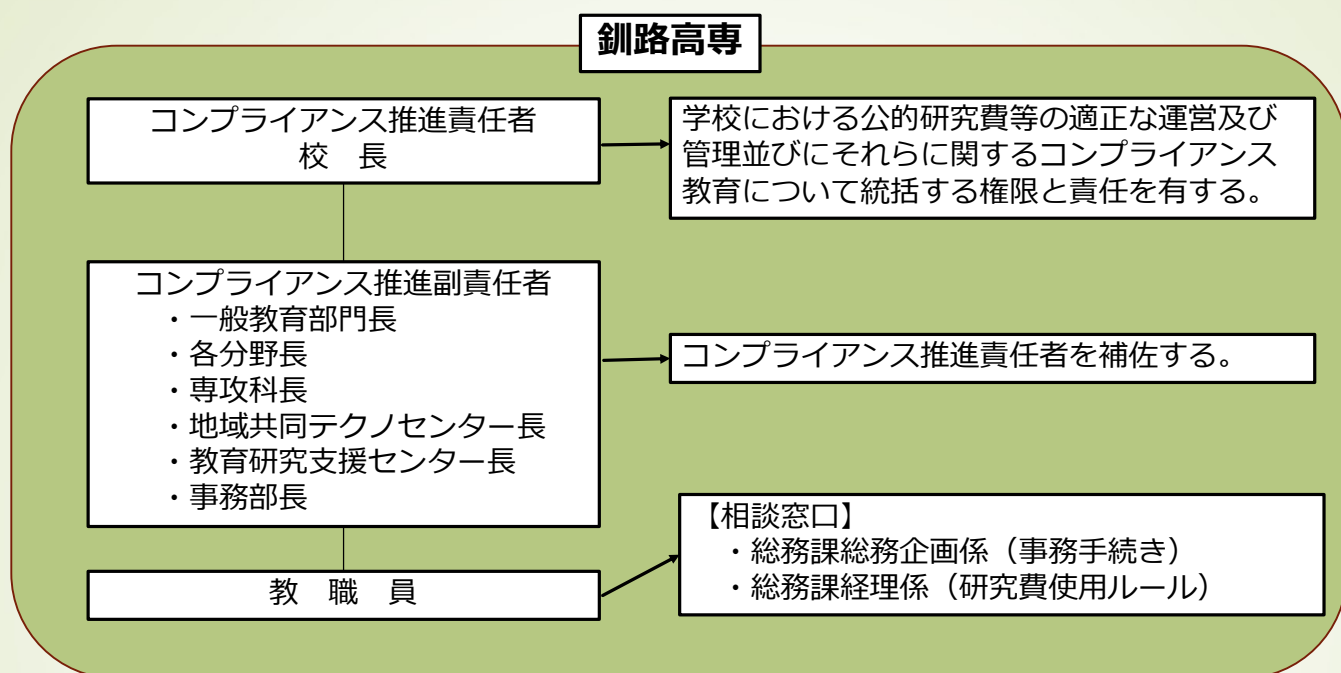 釧路高専
コンプライアンス推進責任者
校　長
学校における公的研究費等の適正な運営及び
管理並びにそれらに関するコンプライアンス
教育について統括する権限と責任を有する。
コンプライアンス推進副責任者
・一般教育部門長
・各分野長
・専攻科長
・地域共同テクノセンター長
・教育研究支援センター長
・事務部長
コンプライアンス推進責任者を補佐する。
教　職　員
【相談窓口】
・総務課総務企画係（事務手続き）
・総務課経理係（研究費使用ルール）